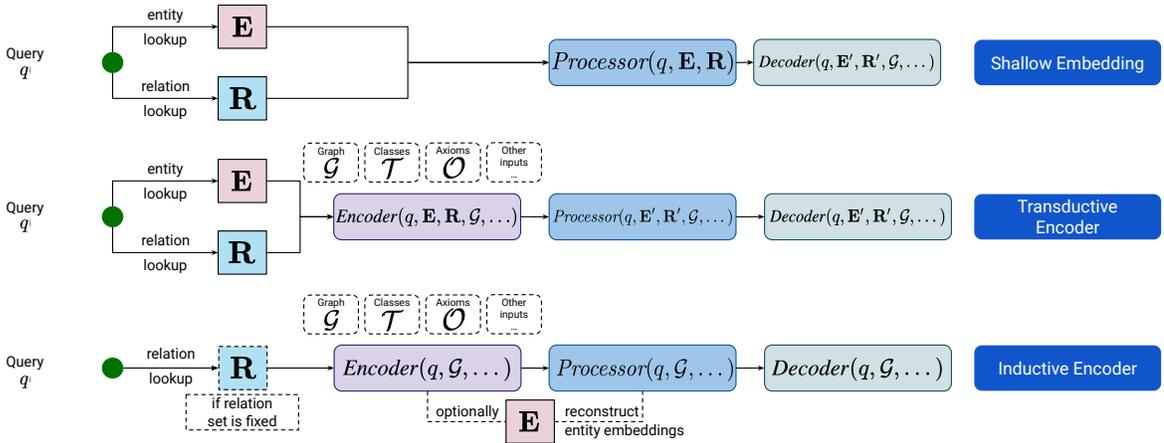 entity
lookup
E
Query
q
relation
lookup
R
Processor(q, E, R)
Decoder(q, E′, R′, 𝒢, . . . )
Shallow Embedding
entity
lookup
E
Query
q
relation
lookup
R
Graph
𝒢
Classes
𝒯
Axioms
𝒪
Other
inputs
...
Encoder(q, E, R, 𝒢, . . . )
Processor(q, E′, R′, 𝒢, . . . )
Decoder(q, E′, R′, 𝒢, . . . )
Transductive
Encoder
Graph
𝒢
Classes
𝒯
Axioms
𝒪
Other
inputs
...
Query
q
relation
lookup
R
if relation
set is fixed
Encoder(q, 𝒢, . . . )
Processor(q, 𝒢, . . . )
Decoder(q, 𝒢, . . . )
Inductive Encoder
optionally
E
reconstruct
entity embeddings